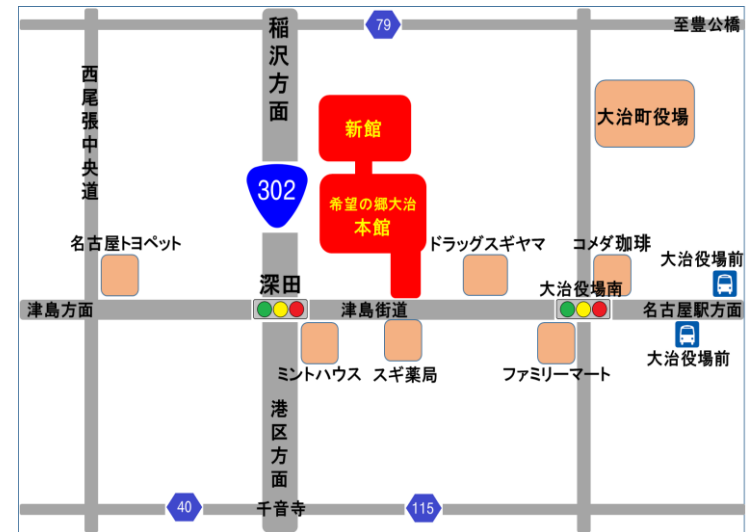 79
至豊公橋
稲沢方面
西尾張中央道
新館
大治町役場
302
希望の郷大治
本館
名古屋トヨペット
ドラッグスギヤマ
コメダ珈琲
大治役場前
深田
大治役場南
津島方面
津島街道
名古屋駅方面
大治役場前
ミントハウス
スギ薬局
ファミリーマート
港区方面
40
千音寺
115